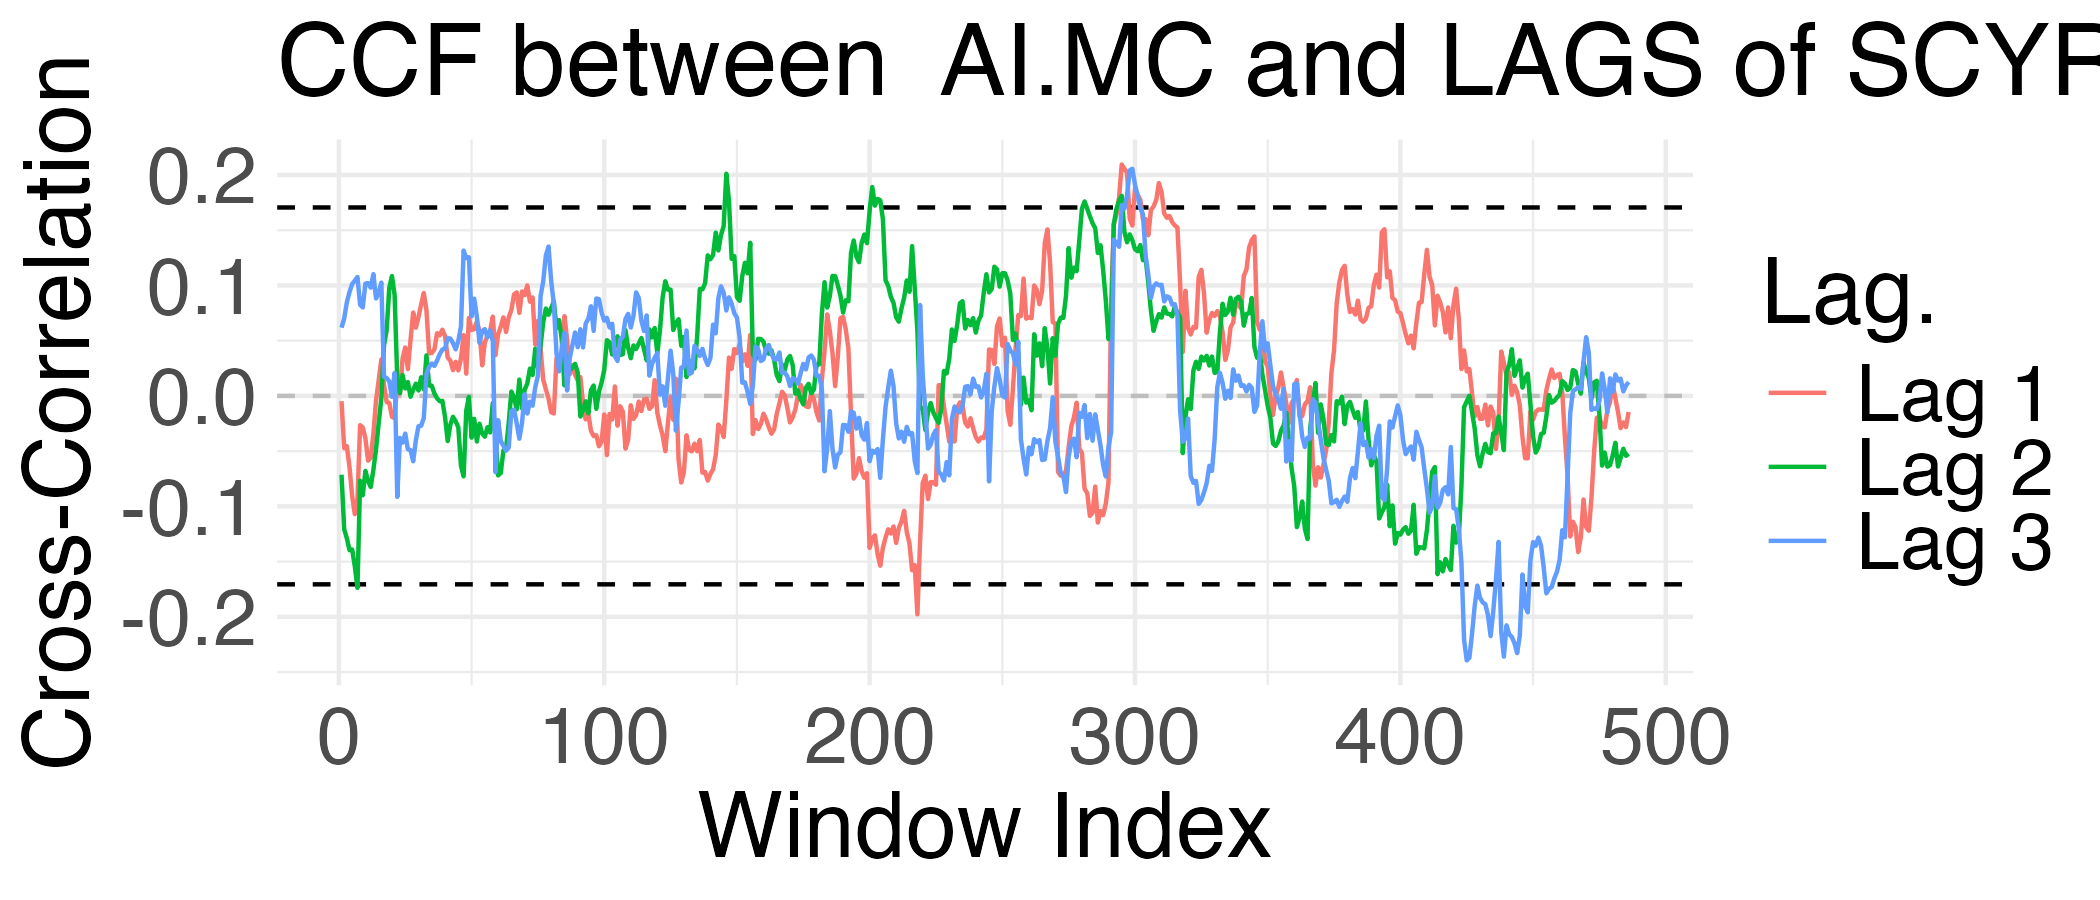 CCF between  AI.MC and LAGS of SCYR
Cross-Correlation
0.2
0.1
0.0
-0.1
-0.2
0 100 200 300 400 500
Window Index
Lag.
Lag 1
Lag 2
Lag 3